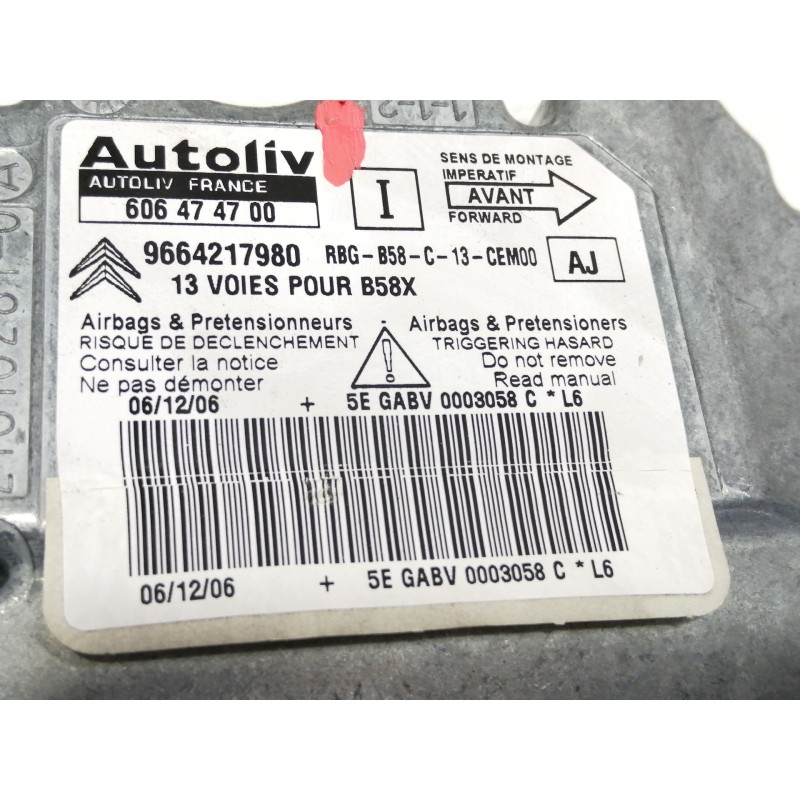 1-1-2
Autoliv
AUTOLIV FRANCE
606 47 47 00
I
SENS DE MONTAGE
IMPERATIF
AVANT
FORWARD
9664217980 RBG-B58-C-13-CEM00 AJ
13 VOIES POUR B58X
Airbags & Pretensionneurs
RISQUE DE DECLENCHEMENT
Consulter la notice
Ne pas démonter
!
Airbags & Pretensioners
TRIGGERING HASARD
Do not remove
Read manual
06/12/06 + 5E GABV 0003058 C * L6
06/12/06 + 5E GABV 0003058 C * L6
A